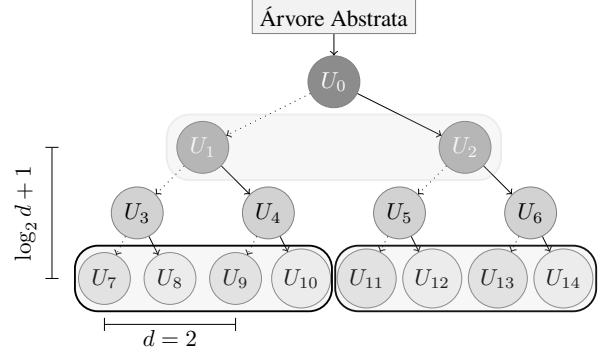 Árvore Abstrata
U₀
U₁ U₂
U₃ U₄ U₅ U₆
U₇ U₈ U₉ U₁₀ U₁₁ U₁₂ U₁₃ U₁₄
log₂ d + 1
d = 2